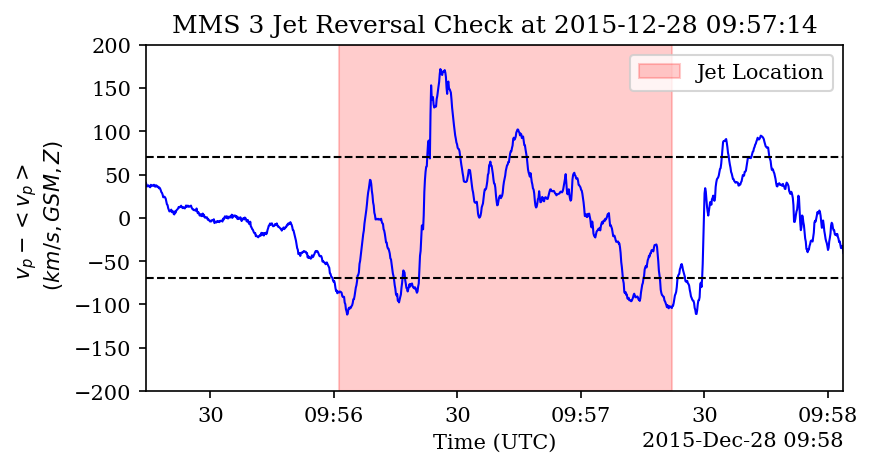 MMS 3 Jet Reversal Check at 2015-12-28 09:57:14
v_p − < v_p >
(km/s, GSM, Z)
200
150
100
50
0
−50
−100
−150
−200
Jet Location
30
09:56
30
09:57
30
09:58
Time (UTC)
2015-Dec-28 09:58